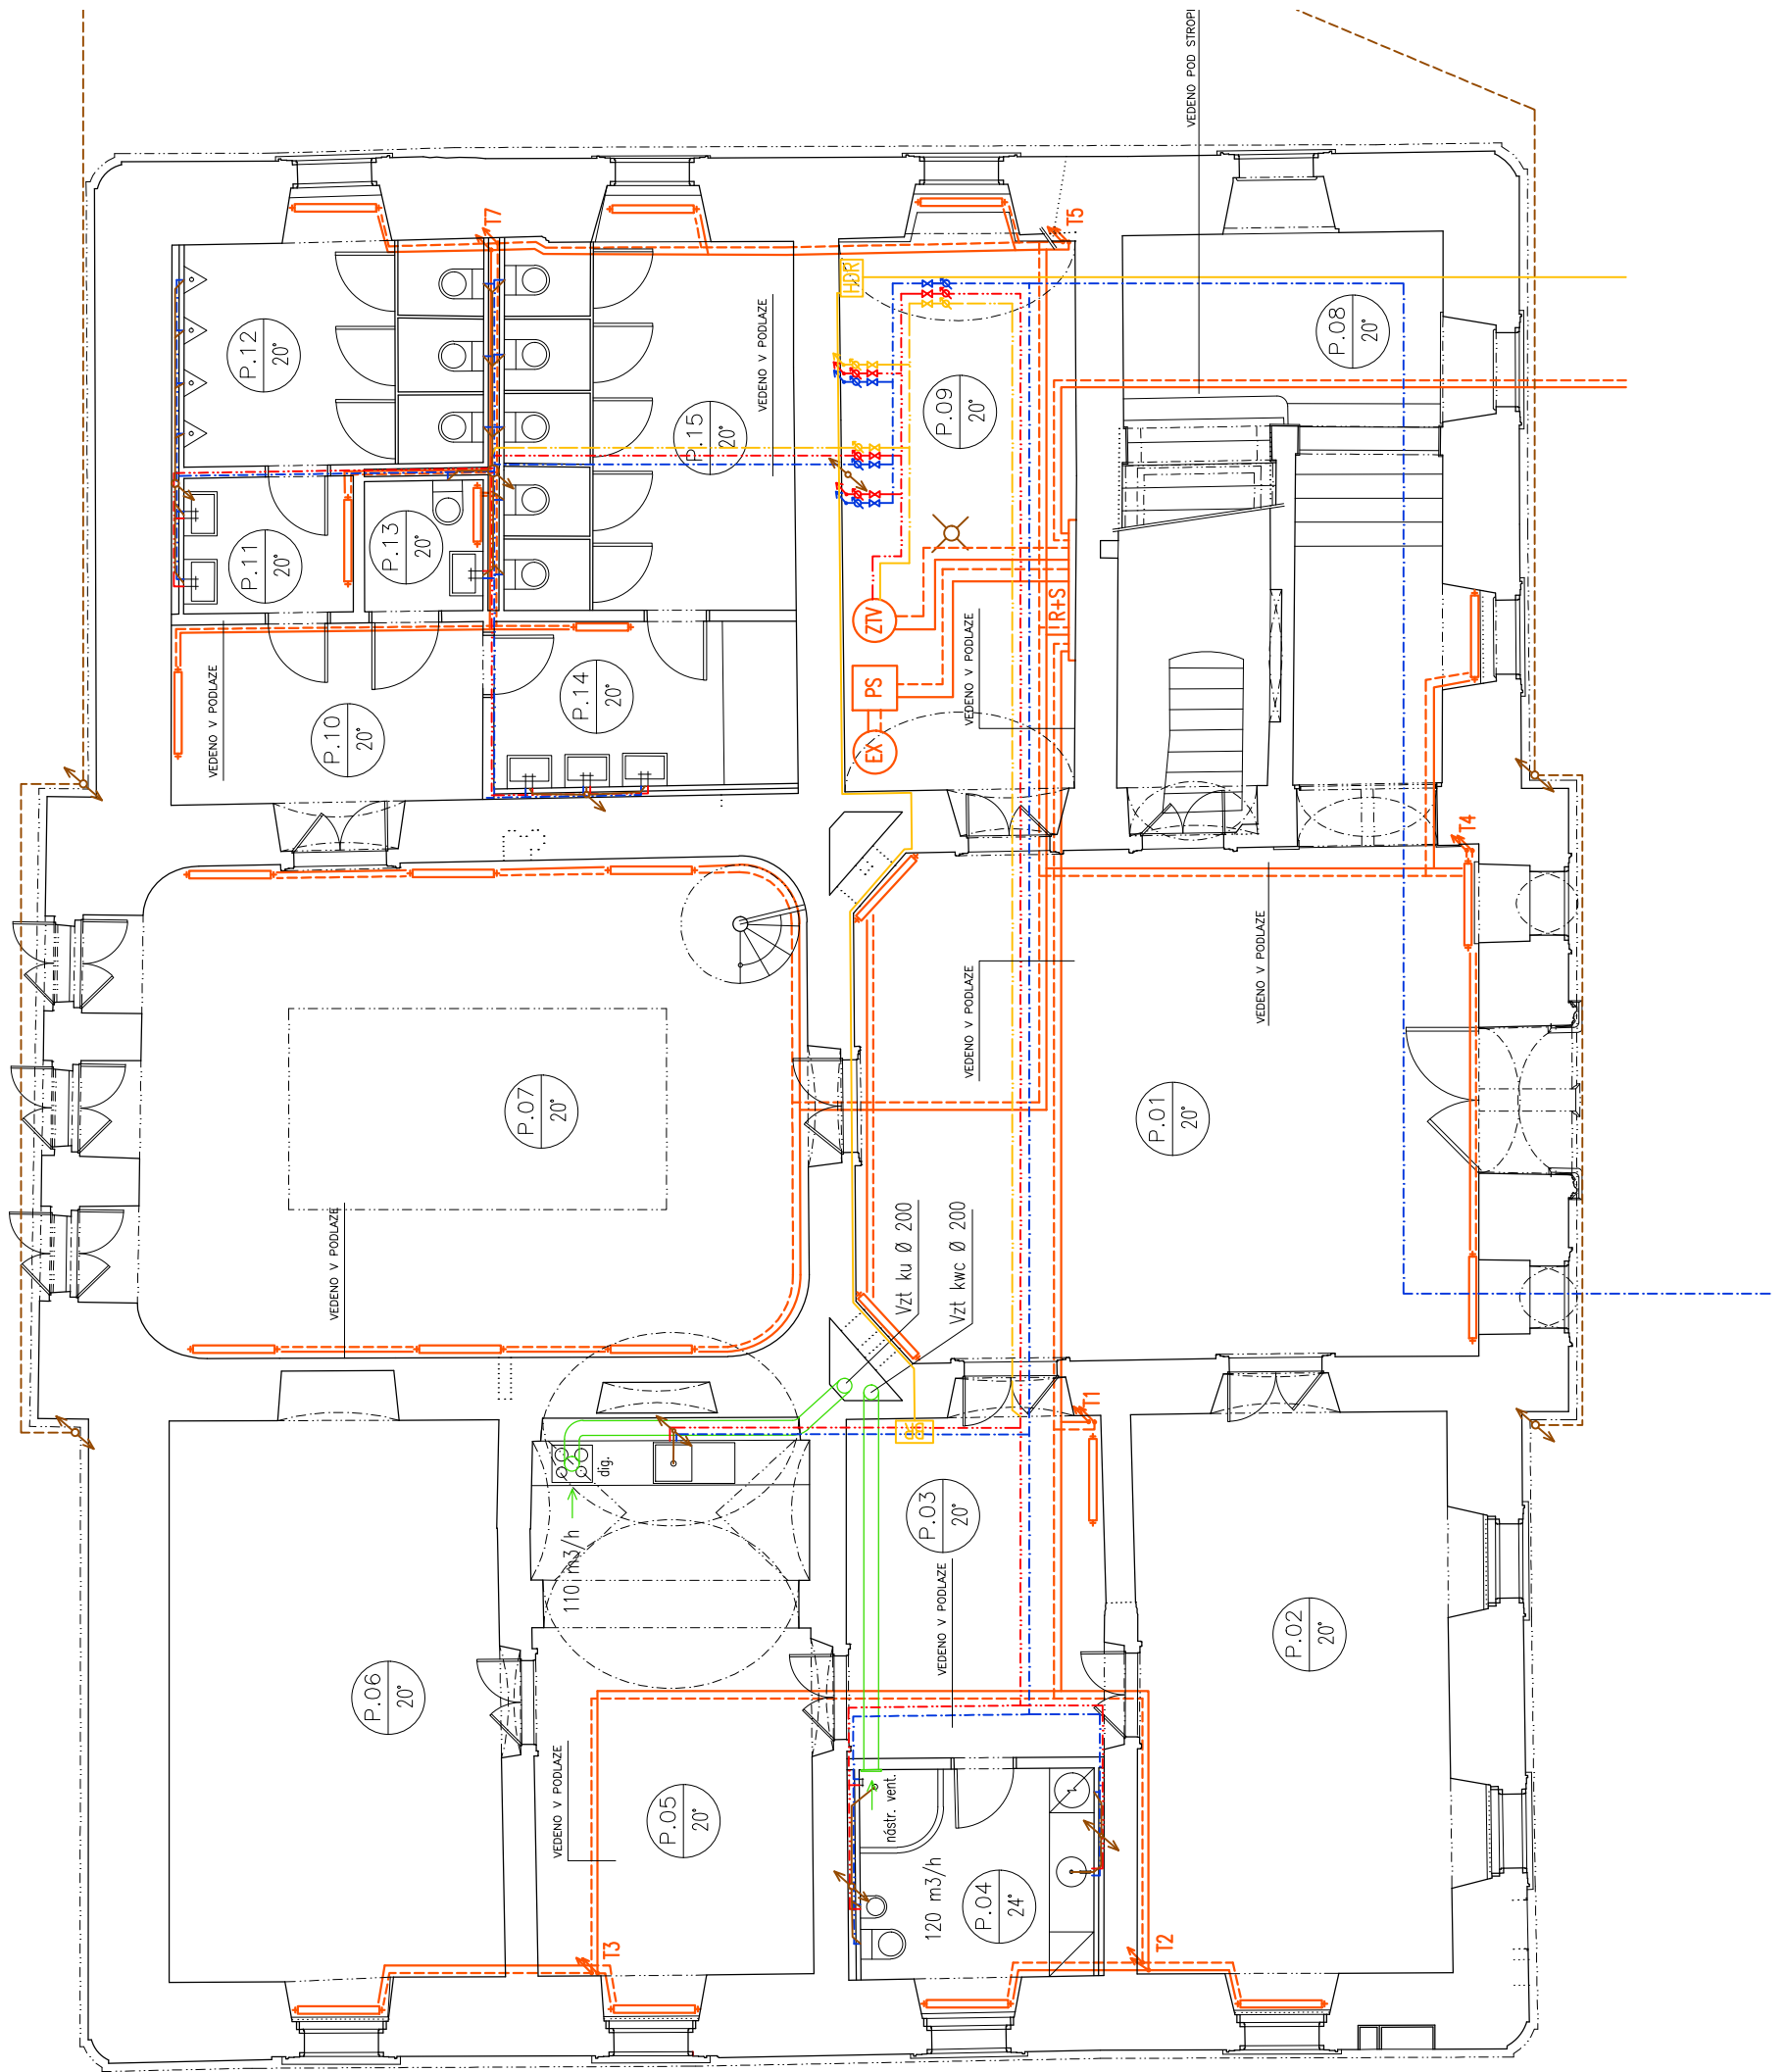 VEDENO POD STROPI
T7
T5
P.12
20°
P.15
20°
VEDENO V PODLAZE
HDR
P.09
20°
P.08
20°
P.11
20°
P.13
20°
ZTV
R+S
VEDENO V PODLAZE
PS
EX
P.14
20°
P.10
20°
VEDENO V PODLAZE
T4
VEDENO V PODLAZE
VEDENO V PODLAZE
P.07
20°
P.01
20°
VEDENO V PODLAZE
Vzt ku Ø 200
Vzt kwc Ø 200
T1
BR
dig.
110 m3/h
P.03
20°
VEDENO V PODLAZE
P.02
20°
P.06
20°
VEDENO V PODLAZE
P.05
20°
nástr. vent.
120 m3/h
P.04
24°
T3
T2